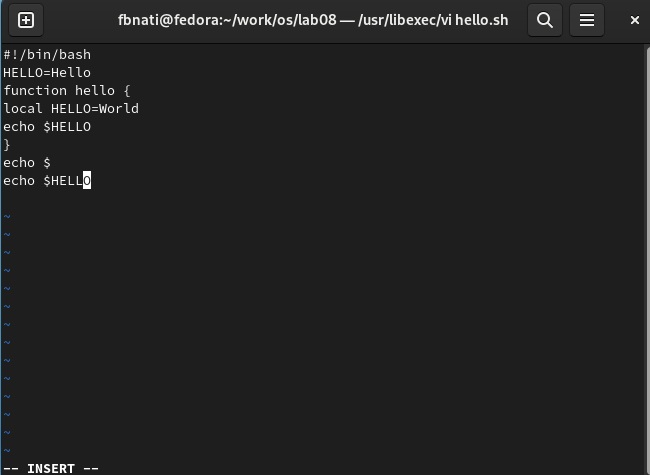 fbnati@fedora:~/work/os/lab08 — /usr/libexec/vi hello.sh
#!/bin/bash
HELLO=Hello
function hello {
local HELLO=World
echo $HELLO
}
echo $
echo $HELLO
~
~
~
~
~
~
~
~
~
~
~
~
~
~
-- INSERT --